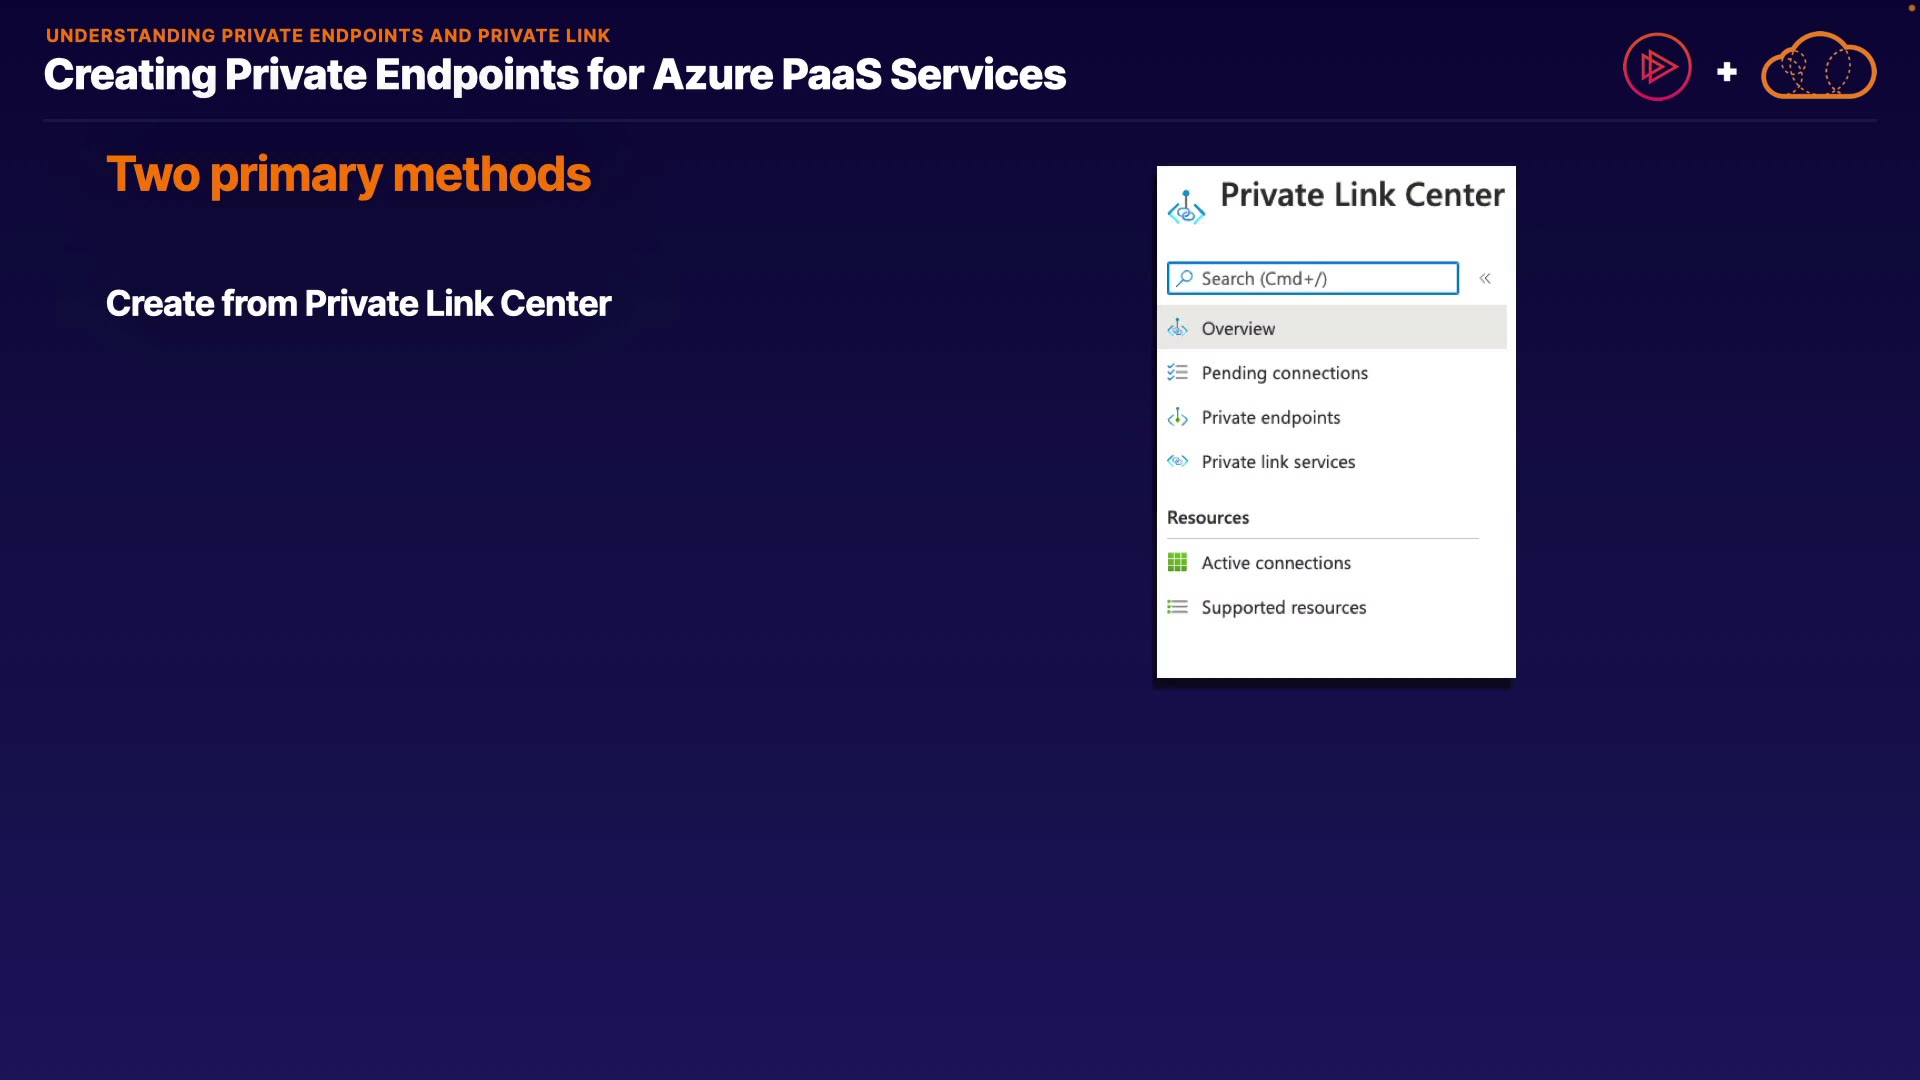 UNDERSTANDING PRIVATE ENDPOINTS AND PRIVATE LINK
Creating Private Endpoints for Azure PaaS Services
+
Two primary methods
Create from Private Link Center
Private Link Center
Search (Cmd+/)
«
Overview
Pending connections
Private endpoints
Private link services
Resources
Active connections
Supported resources